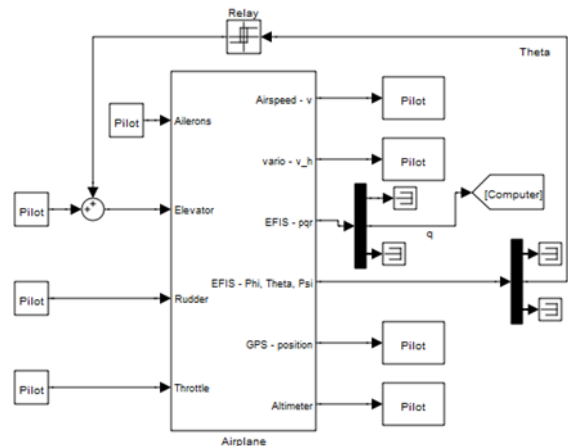 Relay
Theta
Airspeed - v
Pilot
Pilot
Ailerons
vario - v_h
Pilot
[Computer]
Pilot
Elevator
EFIS - pqr
q
EFIS - Phi, Theta, Psi
Pilot
Rudder
GPS - position
Pilot
Pilot
Throttle
Altimeter
Pilot
Airplane